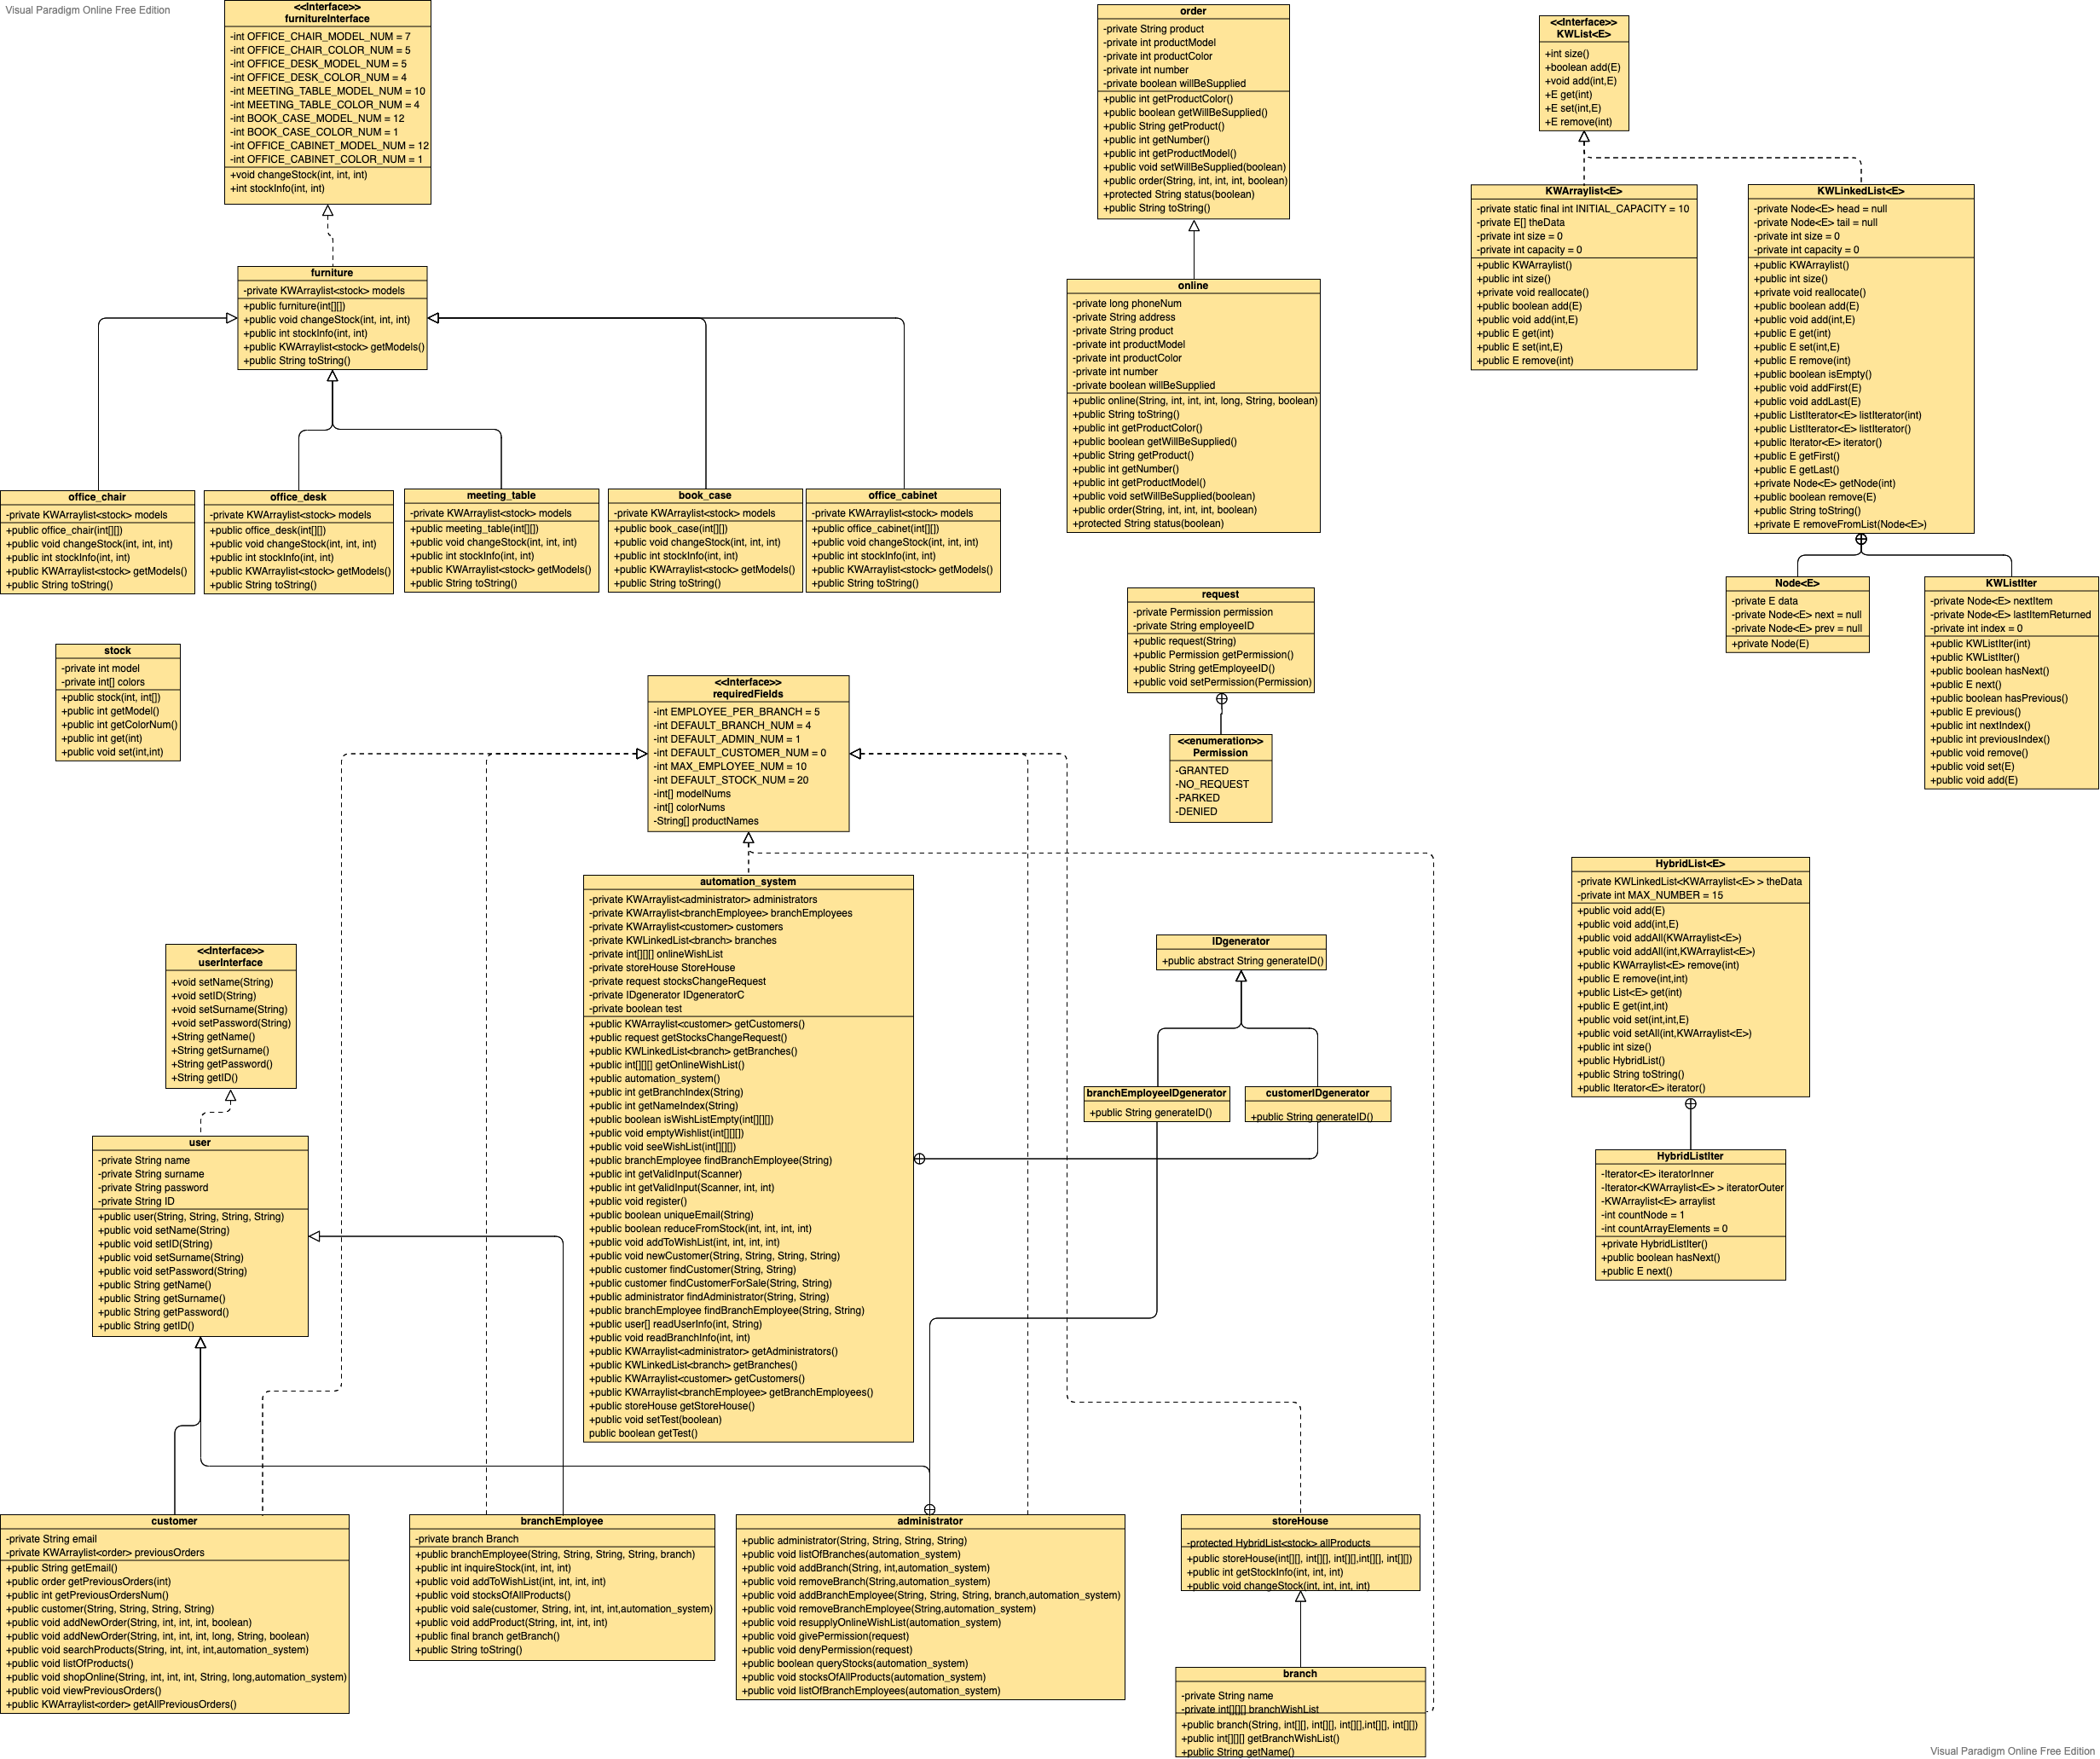 Visual Paradigm Online Free Edition
<<Interface>>
furnitureInterface
-int OFFICE_CHAIR_MODEL_NUM = 7
-int OFFICE_CHAIR_COLOR_NUM = 5
-int OFFICE_DESK_MODEL_NUM = 5
-int OFFICE_DESK_COLOR_NUM = 4
-int MEETING_TABLE_MODEL_NUM = 10
-int MEETING_TABLE_COLOR_NUM = 4
-int BOOK_CASE_MODEL_NUM = 12
-int BOOK_CASE_COLOR_NUM = 1
-int OFFICE_CABINET_MODEL_NUM = 12
-int OFFICE_CABINET_COLOR_NUM = 1
+void changeStock(int, int, int)
+int stockInfo(int, int)
furniture
-private KWArraylist<stock> models
+public furniture(int[][])
+public void changeStock(int, int, int)
+public int stockInfo(int, int)
+public KWArraylist<stock> getModels()
+public String toString()
office_chair
-private KWArraylist<stock> models
+public office_chair(int[][])
+public void changeStock(int, int, int)
+public int stockInfo(int, int)
+public KWArraylist<stock> getModels()
+public String toString()
office_desk
-private KWArraylist<stock> models
+public office_desk(int[][])
+public void changeStock(int, int, int)
+public int stockInfo(int, int)
+public KWArraylist<stock> getModels()
+public String toString()
meeting_table
-private KWArraylist<stock> models
+public meeting_table(int[][])
+public void changeStock(int, int, int)
+public int stockInfo(int, int)
+public KWArraylist<stock> getModels()
+public String toString()
book_case
-private KWArraylist<stock> models
+public book_case(int[][])
+public void changeStock(int, int, int)
+public int stockInfo(int, int)
+public KWArraylist<stock> getModels()
+public String toString()
office_cabinet
-private KWArraylist<stock> models
+public office_cabinet(int[][])
+public void changeStock(int, int, int)
+public int stockInfo(int, int)
+public KWArraylist<stock> getModels()
+public String toString()
order
-private String product
-private int productModel
-private int productColor
-private int number
-private boolean willBeSupplied
+public int getProductColor()
+public boolean getWillBeSupplied()
+public String getProduct()
+public int getNumber()
+public int getProductModel()
+public void setWillBeSupplied(boolean)
+public order(String, int, int, int, boolean)
+protected String status(boolean)
+public String toString()
online
-private long phoneNum
-private String address
-private String product
-private int productModel
-private int productColor
-private int number
-private boolean willBeSupplied
+public online(String, int, int, int, long, String, boolean)
+public String toString()
+public int getProductColor()
+public boolean getWillBeSupplied()
+public String getProduct()
+public int getNumber()
+public int getProductModel()
+public void setWillBeSupplied(boolean)
+public order(String, int, int, int, boolean)
+protected String status(boolean)
<<Interface>>
KWList<E>
+int size()
+boolean add(E)
+void add(int,E)
+E get(int)
+E set(int,E)
+E remove(int)
KWArraylist<E>
-private static final int INITIAL_CAPACITY = 10
-private E[] theData
-private int size = 0
-private int capacity = 0
+public KWArraylist()
+public int size()
+private void reallocate()
+public boolean add(E)
+public void add(int,E)
+public E get(int)
+public E set(int,E)
+public E remove(int)
KWLinkedList<E>
-private Node<E> head = null
-private Node<E> tail = null
-private int size = 0
-private int capacity = 0
+public KWArraylist()
+public int size()
+private void reallocate()
+public boolean add(E)
+public void add(int,E)
+public E get(int)
+public E set(int,E)
+public E remove(int)
+public boolean isEmpty()
+public void addFirst(E)
+public void addLast(E)
+public ListIterator<E> listIterator(int)
+public ListIterator<E> listIterator()
+public Iterator<E> iterator()
+public E getFirst()
+public E getLast()
+private Node<E> getNode(int)
+public boolean remove(E)
+public String toString()
+private E removeFromList(Node<E>)
Node<E>
-private E data
-private Node<E> next = null
-private Node<E> prev = null
+private Node(E)
KWListIter
-private Node<E> nextItem
-private Node<E> lastItemReturned
-private int index = 0
+public KWListIter(int)
+public KWListIter()
+public boolean hasNext()
+public E next()
+public boolean hasPrevious()
+public E previous()
+public int nextIndex()
+public int previousIndex()
+public void remove()
+public void set(E)
+public void add(E)
stock
-private int model
-private int[] colors
+public stock(int, int[])
+public int getModel()
+public int getColorNum()
+public int get(int)
+public void set(int,int)
request
-private Permission permission
-private String employeeID
+public request(String)
+public Permission getPermission()
+public String getEmployeeID()
+public void setPermission(Permission)
<<enumeration>>
Permission
-GRANTED
-NO_REQUEST
-PARKED
-DENIED
<<Interface>>
requiredFields
-int EMPLOYEE_PER_BRANCH = 5
-int DEFAULT_BRANCH_NUM = 4
-int DEFAULT_ADMIN_NUM = 1
-int DEFAULT_CUSTOMER_NUM = 0
-int MAX_EMPLOYEE_NUM = 10
-int DEFAULT_STOCK_NUM = 20
-int[] modelNums
-int[] colorNums
-String[] productNames
automation_system
-private KWArraylist<administrator> administrators
-private KWArraylist<branchEmployee> branchEmployees
-private KWArraylist<customer> customers
-private KWLinkedList<branch> branches
-private int[][][] onlineWishList
-private storeHouse StoreHouse
-private request stocksChangeRequest
-private IDgenerator IDgeneratorC
-private boolean test
+public KWArraylist<customer> getCustomers()
+public request getStocksChangeRequest()
+public KWLinkedList<branch> getBranches()
+public int[][][] getOnlineWishList()
+public automation_system()
+public int getBranchIndex(String)
+public int getNameIndex(String)
+public boolean isWishListEmpty(int[][][])
+public void emptyWishlist(int[][][])
+public void seeWishList(int[][][])
+public branchEmployee findBranchEmployee(String)
+public int getValidInput(Scanner)
+public int getValidInput(Scanner, int, int)
+public void register()
+public boolean uniqueEmail(String)
+public boolean reduceFromStock(int, int, int, int)
+public void addToWishList(int, int, int, int)
+public void newCustomer(String, String, String, String)
+public customer findCustomer(String, String)
+public customer findCustomerForSale(String, String)
+public administrator findAdministrator(String, String)
+public branchEmployee findBranchEmployee(String, String)
+public user[] readUserInfo(int, String)
+public void readBranchInfo(int, int)
+public KWArraylist<administrator> getAdministrators()
+public KWLinkedList<branch> getBranches()
+public KWArraylist<customer> getCustomers()
+public KWArraylist<branchEmployee> getBranchEmployees()
+public storeHouse getStoreHouse()
+public void setTest(boolean)
public boolean getTest()
IDgenerator
+public abstract String generateID()
branchEmployeeIDgenerator
+public String generateID()
customerIDgenerator
+public String generateID()
HybridList<E>
-private KWLinkedList<KWArraylist<E> > theData
-private int MAX_NUMBER = 15
+public void add(E)
+public void add(int,E)
+public void addAll(KWArraylist<E>)
+public void addAll(int,KWArraylist<E>)
+public KWArraylist<E> remove(int)
+public E remove(int,int)
+public List<E> get(int)
+public E get(int,int)
+public void set(int,int,E)
+public void setAll(int,KWArraylist<E>)
+public int size()
+public HybridList()
+public String toString()
+public Iterator<E> iterator()
HybridListIter
-Iterator<E> iteratorInner
-Iterator<KWArraylist<E> > iteratorOuter
-KWArraylist<E> arraylist
-int countNode = 1
-int countArrayElements = 0
+private HybridListIter()
+public boolean hasNext()
+public E next()
<<Interface>>
userInterface
+void setName(String)
+void setID(String)
+void setSurname(String)
+void setPassword(String)
+String getName()
+String getSurname()
+String getPassword()
+String getID()
user
-private String name
-private String surname
-private String password
-private String ID
+public user(String, String, String, String)
+public void setName(String)
+public void setID(String)
+public void setSurname(String)
+public void setPassword(String)
+public String getName()
+public String getSurname()
+public String getPassword()
+public String getID()
customer
-private String email
-private KWArraylist<order> previousOrders
+public String getEmail()
+public order getPreviousOrders(int)
+public int getPreviousOrdersNum()
+public customer(String, String, String, String)
+public void addNewOrder(String, int, int, int, boolean)
+public void addNewOrder(String, int, int, int, long, String, boolean)
+public void searchProducts(String, int, int, int,automation_system)
+public void listOfProducts()
+public void shopOnline(String, int, int, int, String, long,automation_system)
+public void viewPreviousOrders()
+public KWArraylist<order> getAllPreviousOrders()
branchEmployee
-private branch Branch
+public branchEmployee(String, String, String, String, branch)
+public int inquireStock(int, int, int)
+public void addToWishList(int, int, int, int)
+public void stocksOfAllProducts()
+public void sale(customer, String, int, int, int,automation_system)
+public void addProduct(String, int, int, int)
+public final branch getBranch()
+public String toString()
administrator
+public administrator(String, String, String, String)
+public void listOfBranches(automation_system)
+public void addBranch(String, int,automation_system)
+public void removeBranch(String,automation_system)
+public void addBranchEmployee(String, String, String, branch,automation_system)
+public void removeBranchEmployee(String,automation_system)
+public void resupplyOnlineWishList(automation_system)
+public void givePermission(request)
+public void denyPermission(request)
+public boolean queryStocks(automation_system)
+public void stocksOfAllProducts(automation_system)
+public void listOfBranchEmployees(automation_system)
storeHouse
-protected HybridList<stock> allProducts
+public storeHouse(int[][], int[][], int[][],int[][], int[][])
+public int getStockInfo(int, int, int)
+public void changeStock(int, int, int, int)
branch
-private String name
-private int[][][] branchWishList
+public branch(String, int[][], int[][], int[][],int[][], int[][])
+public int[][][] getBranchWishList()
+public String getName()
Visual Paradigm Online Free Edition